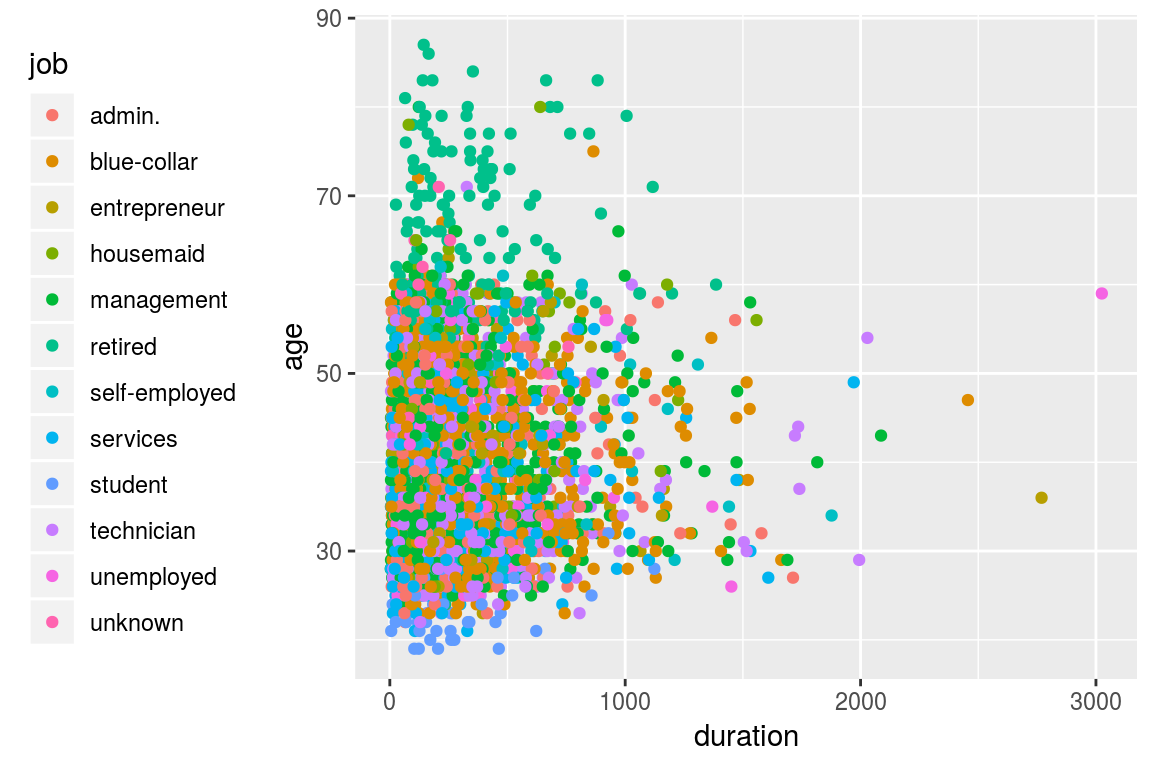 job
admin.
blue-collar
entrepreneur
housemaid
management
retired
self-employed
services
student
technician
unemployed
unknown
age
90
70
50
30
0 1000 2000 3000
duration